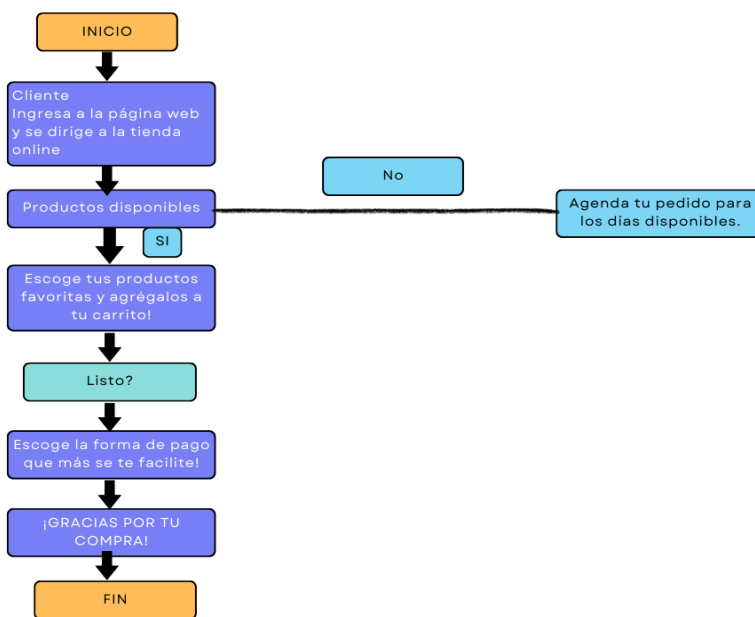 INICIO
Cliente
Ingresa a la página web
y se dirige a la tienda
online
No
Productos disponibles
Agenda tu pedido para
los días disponibles.
SI
Escoge tus productos
favoritas y agrégalos a
tu carrito!
Listo?
Escoge la forma de pago
que más se te facilite!
¡GRACIAS POR TU
COMPRA!
FIN